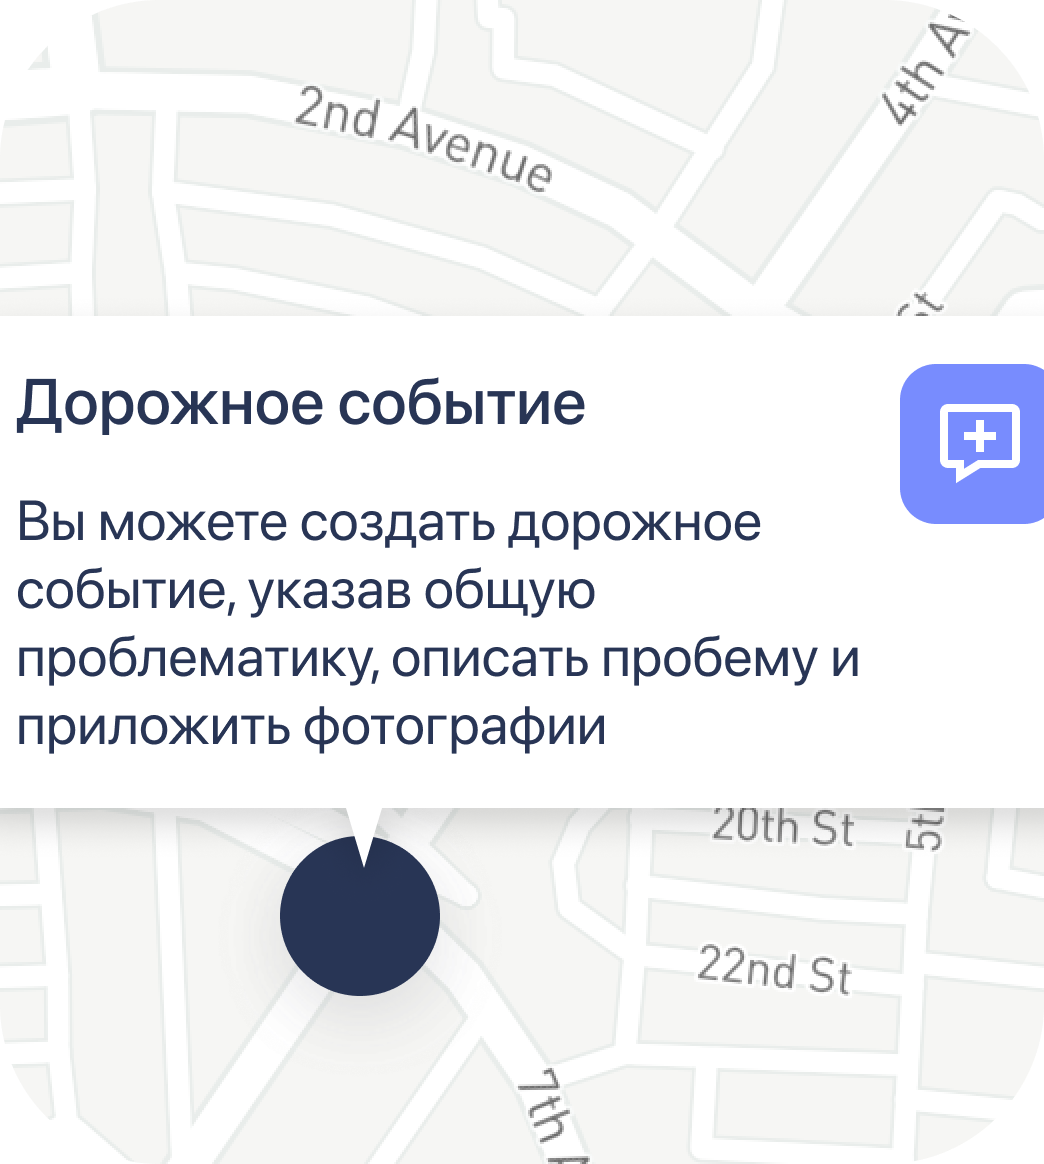 4th
2nd Avenue
St
Дорожное событие
Вы можете создать дорожное
событие, указав общую
проблематику, описать пробему и
приложить фотографии
20th St
22nd St
7th